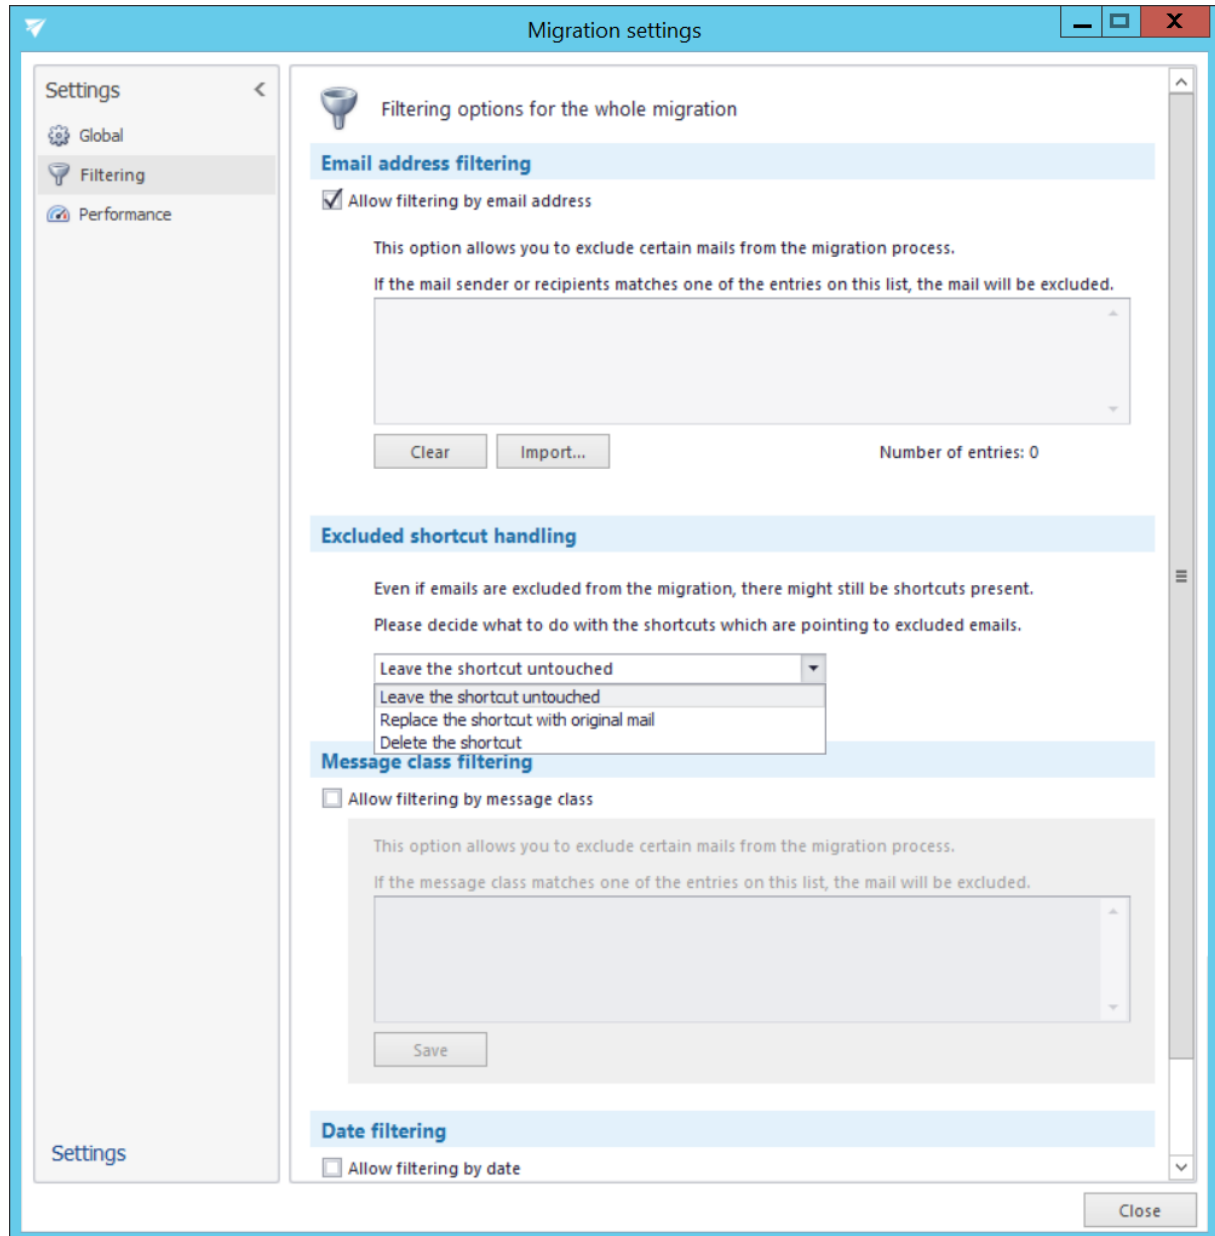 Migration settings
Settings
Global
Filtering
Performance
Settings
Filtering options for the whole migration
Email address filtering
Allow filtering by email address
This option allows you to exclude certain mails from the migration process.
If the mail sender or recipients matches one of the entries on this list, the mail will be excluded.
Clear
Import...
Number of entries: 0
Excluded shortcut handling
Even if emails are excluded from the migration, there might still be shortcuts present.
Please decide what to do with the shortcuts which are pointing to excluded emails.
Leave the shortcut untouched
Leave the shortcut untouched
Replace the shortcut with original mail
Delete the shortcut
Message class filtering
Allow filtering by message class
This option allows you to exclude certain mails from the migration process.
If the message class matches one of the entries on this list, the mail will be excluded.
Save
Date filtering
Allow filtering by date
Close